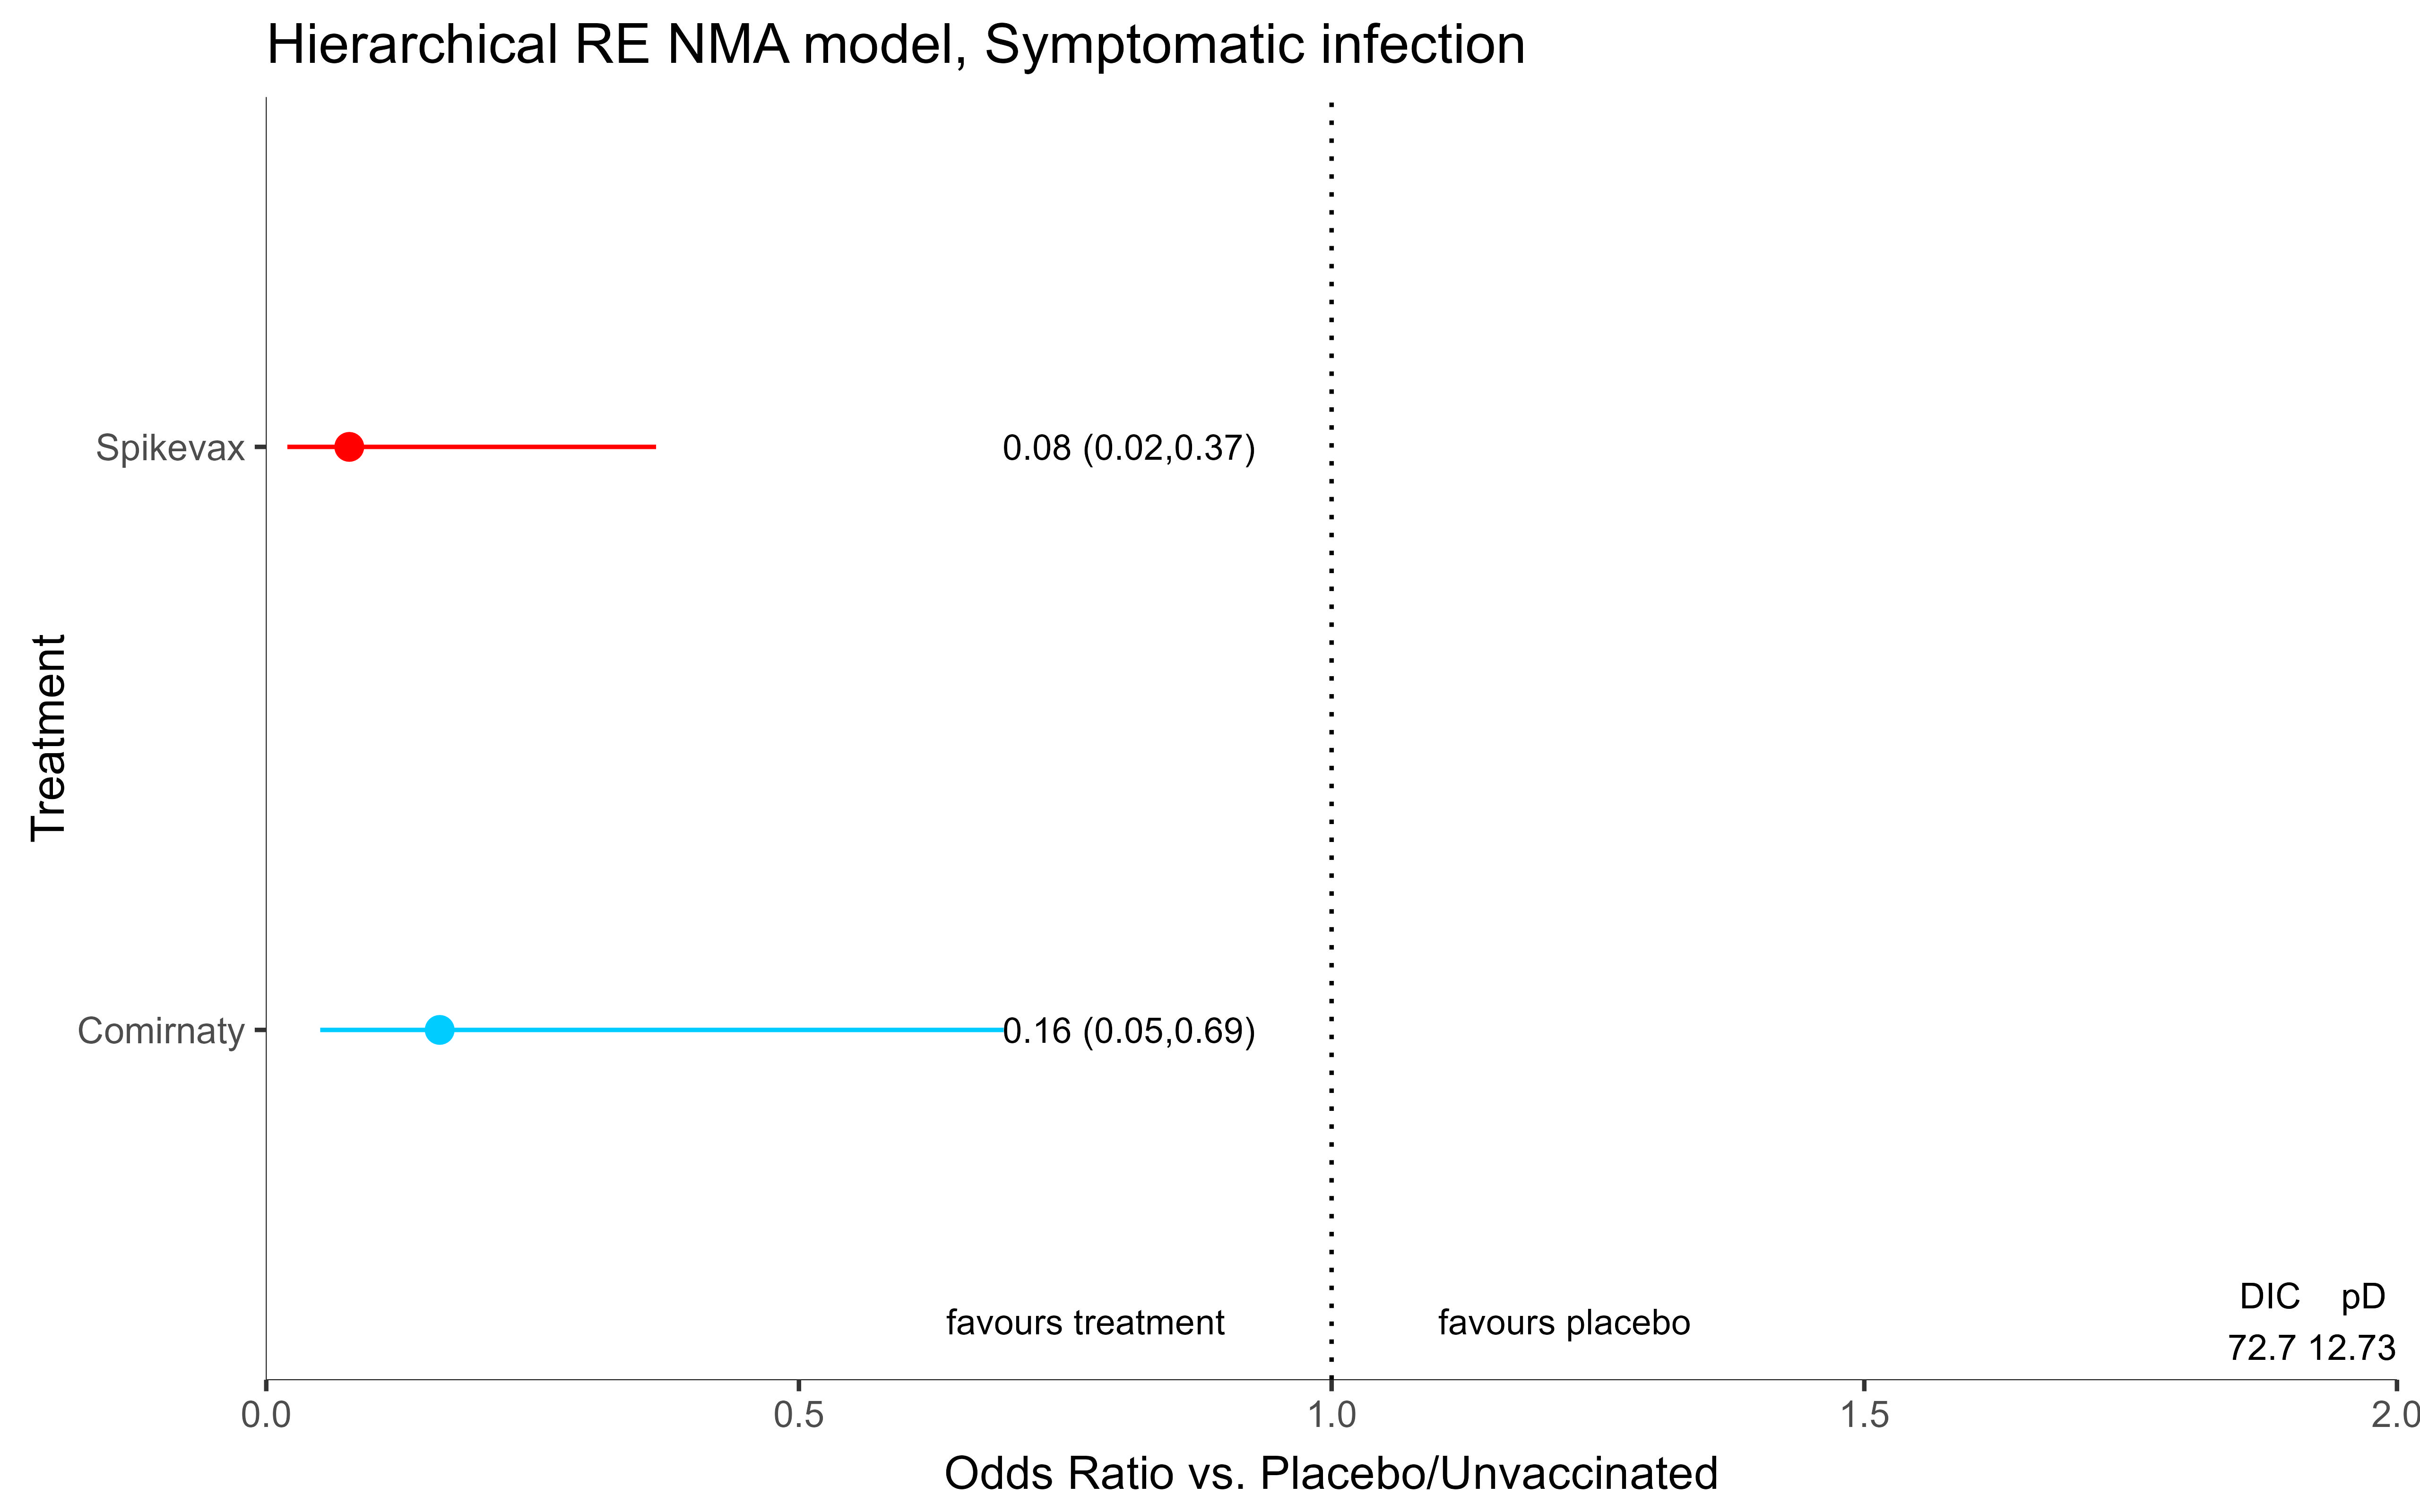 Hierarchical RE NMA model, Symptomatic infection
Treatment
Spikevax
0.08 (0.02,0.37)
Comirnaty
0.16 (0.05,0.69)
favours treatment
favours placebo
DIC pD
72.7 12.73
0.0 0.5 1.0 1.5 2.0
Odds Ratio vs. Placebo/Unvaccinated